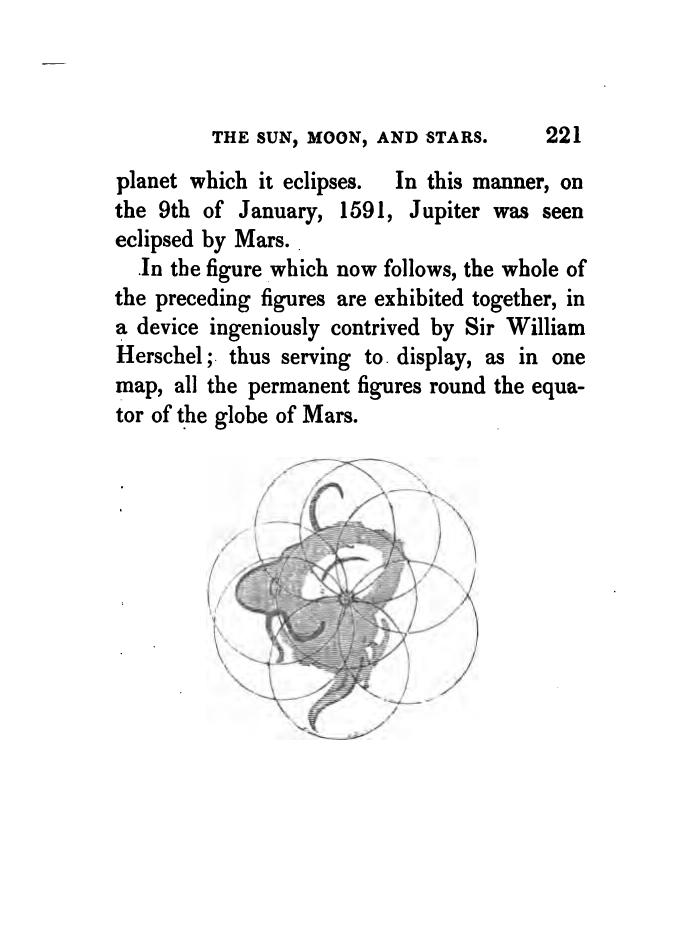 THE SUN, MOON, AND STARS. 221
planet which it eclipses. In this manner, on
the 9th of January, 1591, Jupiter was seen
eclipsed by Mars.
In the figure which now follows, the whole of
the preceding figures are exhibited together, in
a device ingeniously contrived by Sir William
Herschel; thus serving to display, as in one
map, all the permanent figures round the equa-
tor of the globe of Mars.